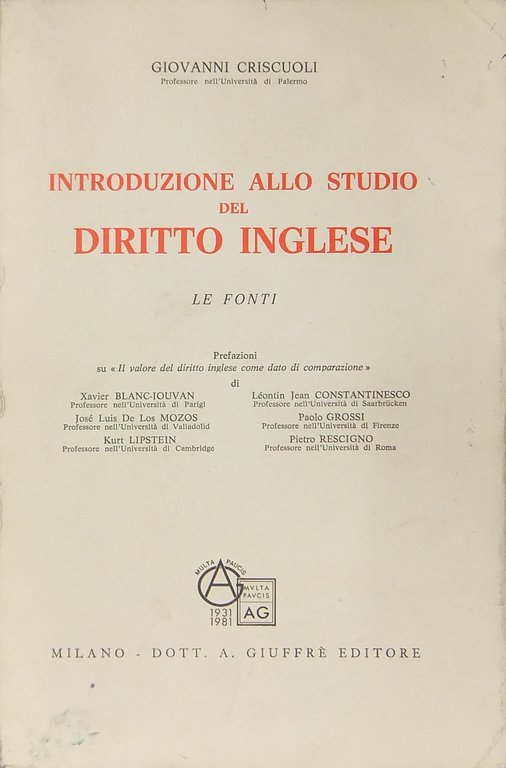 GIOVANNI CRISCUOLI
Professore nell'Università di Palermo
INTRODUZIONE ALLO STUDIO
DEL
DIRITTO INGLESE
LE FONTI
Prefazioni
su « Il valore del diritto inglese come dato di comparazione »
di
Xavier BLANC-JOUVAN
Professore nell'Università di Parigi
José Luis De Los MOZOS
Professore nell'Università di Valladolid
Kurt LIPSTEIN
Professore nell'Università di Cambridge
Léontin Jean CONSTANTINESCO
Professore nell'Università di Saarbrücken
Paolo GROSSI
Professore nell'Università di Firenze
Pietro RESCIGNO
Professore nell'Università di Roma
MULTA PAUCIS
AG
1931
1981
MVLTA
PAVCIS
AG
MILANO - DOTT. A. GIUFFRÈ EDITORE